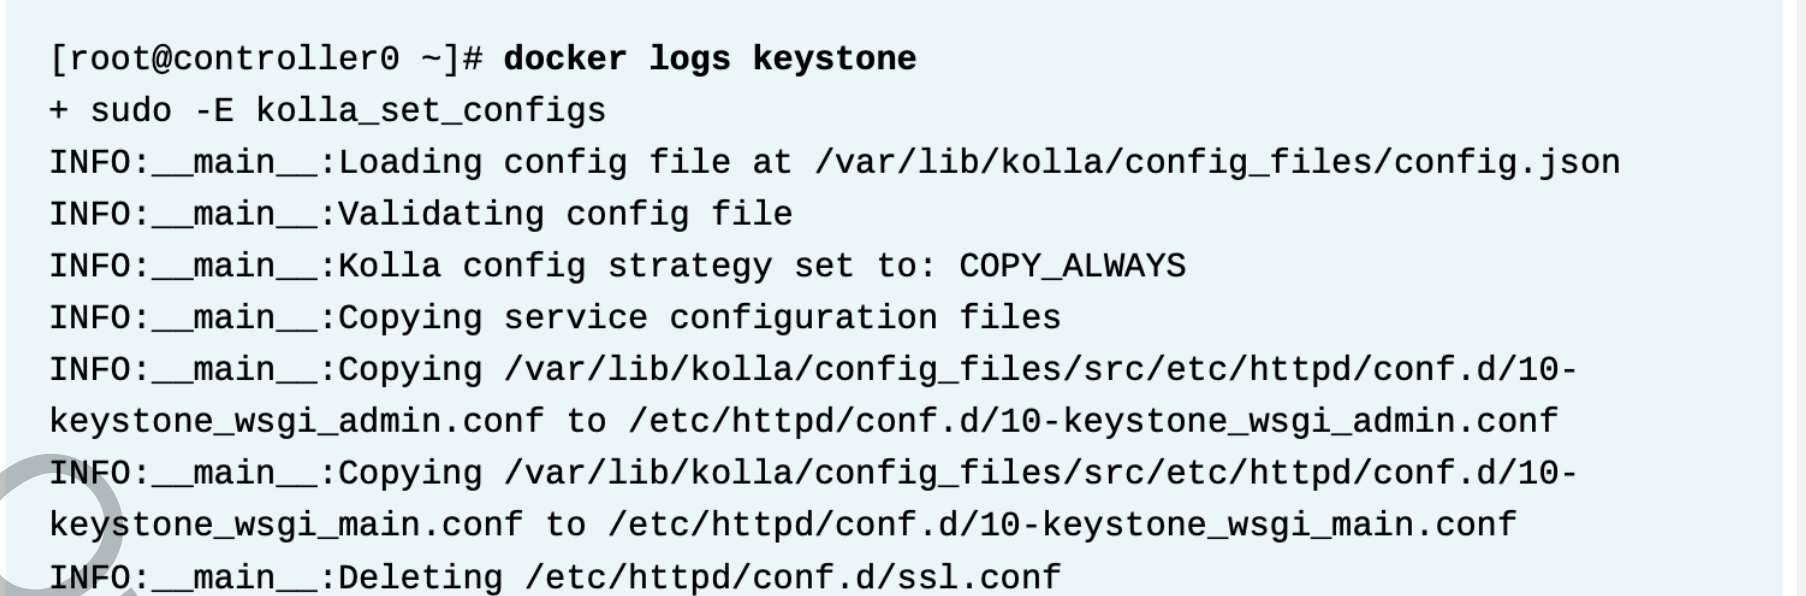 [root@controller0 ~]# docker logs keystone
+ sudo -E kolla_set_configs
INFO:__main__:Loading config file at /var/lib/kolla/config_files/config.json
INFO:__main__:Validating config file
INFO:__main__:Kolla config strategy set to: COPY_ALWAYS
INFO:__main__:Copying service configuration files
INFO:__main__:Copying /var/lib/kolla/config_files/src/etc/httpd/conf.d/10-
keystone_wsgi_admin.conf to /etc/httpd/conf.d/10-keystone_wsgi_admin.conf
INFO:__main__:Copying /var/lib/kolla/config_files/src/etc/httpd/conf.d/10-
keystone_wsgi_main.conf to /etc/httpd/conf.d/10-keystone_wsgi_main.conf
INFO:__main__:Deleting /etc/httpd/conf.d/ssl.conf